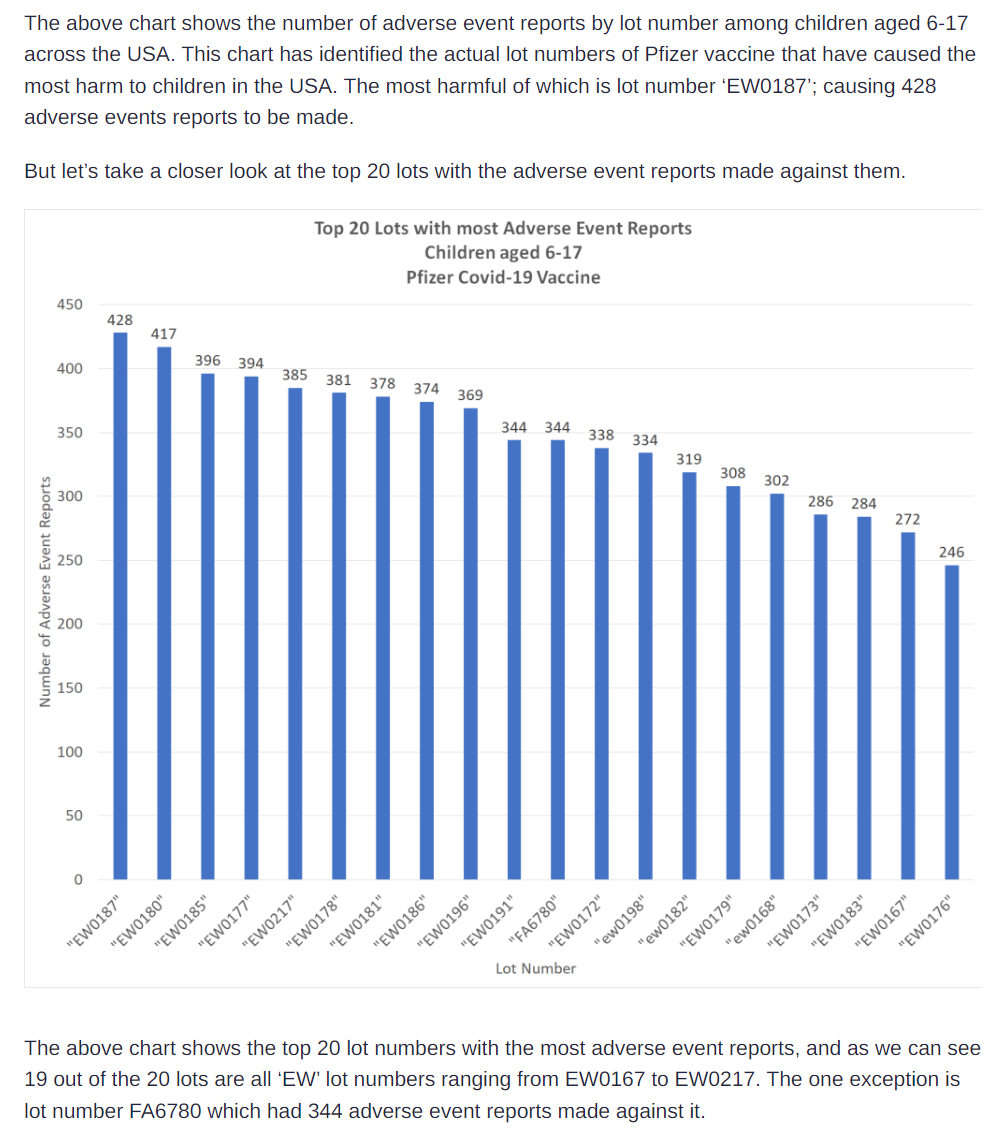 The above chart shows the number of adverse event reports by lot number among children aged 6-17
across the USA. This chart has identified the actual lot numbers of Pfizer vaccine that have caused the
most harm to children in the USA. The most harmful of which is lot number ‘EW0187’; causing 428
adverse events reports to be made.
But let’s take a closer look at the top 20 lots with the adverse event reports made against them.
Top 20 Lots with most Adverse Event Reports
Children aged 6-17
Pfizer Covid-19 Vaccine
Number of Adverse Event Reports
450
400
350
300
250
200
150
100
50
0
428
417
396
394
385
381
378
374
369
344
344
338
334
319
308
302
286
284
272
246
"EW0187"
"EW0180"
"EW0185"
"EW0177"
"EW0217"
"EW0178"
"EW0181"
"EW0186"
"EW0196"
"EW0191"
"FA6780"
"EW0172"
"ew0198"
"ew0182"
"EW0179"
"ew0168"
"EW0173"
"EW0183"
"EW0167"
"EW0176"
Lot Number
The above chart shows the top 20 lot numbers with the most adverse event reports, and as we can see
19 out of the 20 lots are all ‘EW’ lot numbers ranging from EW0167 to EW0217. The one exception is
lot number FA6780 which had 344 adverse event reports made against it.